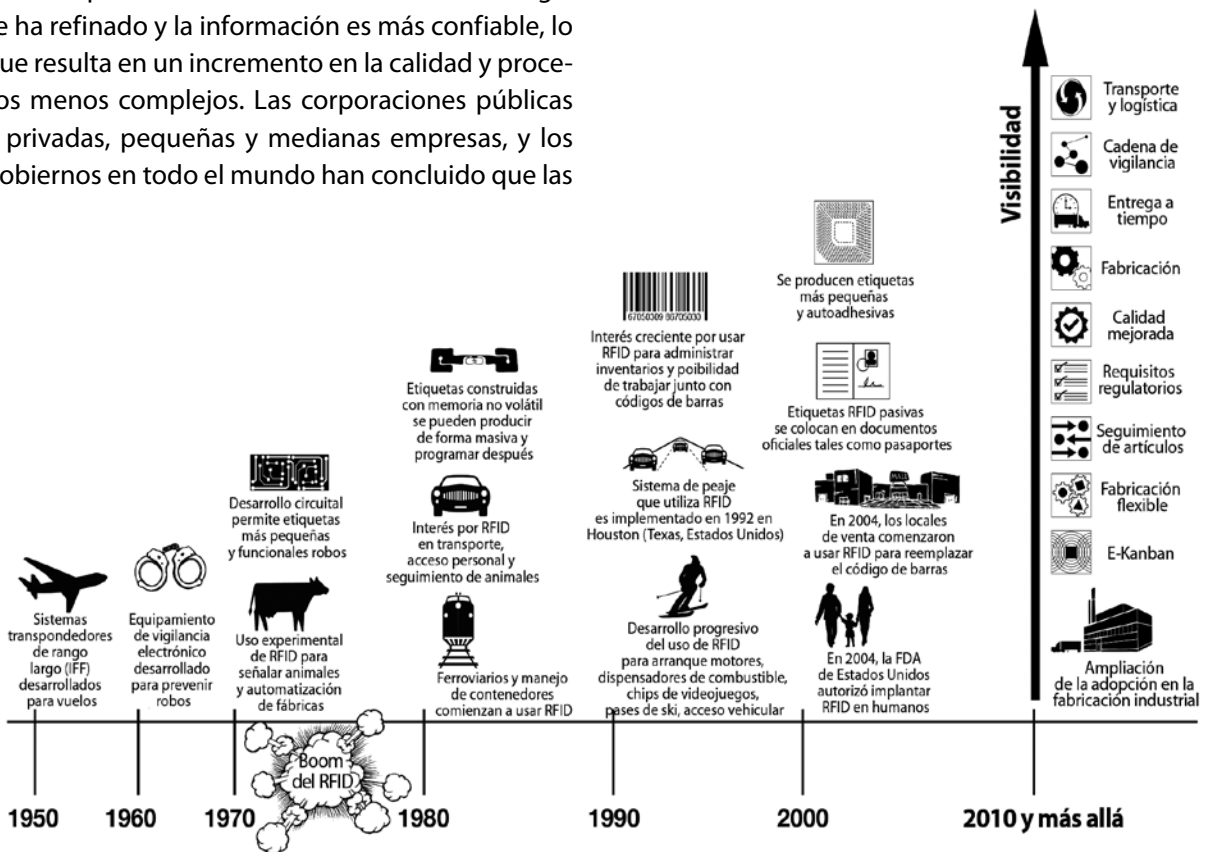 e ha refinado y la información es más confiable, lo
ue resulta en un incremento en la calidad y proce-
os menos complejos. Las corporaciones públicas
privadas, pequeñas y medianas empresas, y los
obiernos en todo el mundo han concluido que las
Sistemas
transpondedores
de rango
largo (IFF)
desarrollados
para vuelos
Equipamiento
de vigilancia
electrónico
desarrollado
para prevenir
robos
Desarrollo circuital
permite etiquetas
más pequeñas
y funcionales robos
Uso experimental
de RFID para
señalar animales
y automatización
de fábricas
Etiquetas construidas
con memoria no volátil
se pueden producir
de forma masiva y
programar después
Interés por RFID
en transporte,
acceso personal y
seguimiento de animales
Ferroviarios y manejo
de contenedores
comienzan a usar RFID
67050309 80705030
Interés creciente por usar
RFID para administrar
inventarios y poibilidad
de trabajar junto con
códigos de barras
Sistema de peaje
que utiliza RFID
es implementado en 1992 en
Houston (Texas, Estados Unidos)
Desarrollo progresivo
del uso de RFID
para arranque motores,
dispensadores de combustible,
chips de videojuegos,
pases de ski, acceso vehicular
Se producen etiquetas
más pequeñas
y autoadhesivas
Etiquetas RFID pasivas
se colocan en documentos
oficiales tales como pasaportes
En 2004, los locales
de venta comenzaron
a usar RFID para reemplazar
el código de barras
En 2004, la FDA
de Estados Unidos
autorizó implantar
RFID en humanos
Visibilidad
Transporte
y logística
Cadena de
vigilancia
Entrega a
tiempo
Fabricación
Calidad
mejorada
Requisitos
regulatorios
Seguimiento
de artículos
Fabricación
flexible
E-Kanban
Ampliación
de la adopción en la
fabricación industrial
Boom
del RFID
1950
1960
1970
1980
1990
2000
2010 y más allá